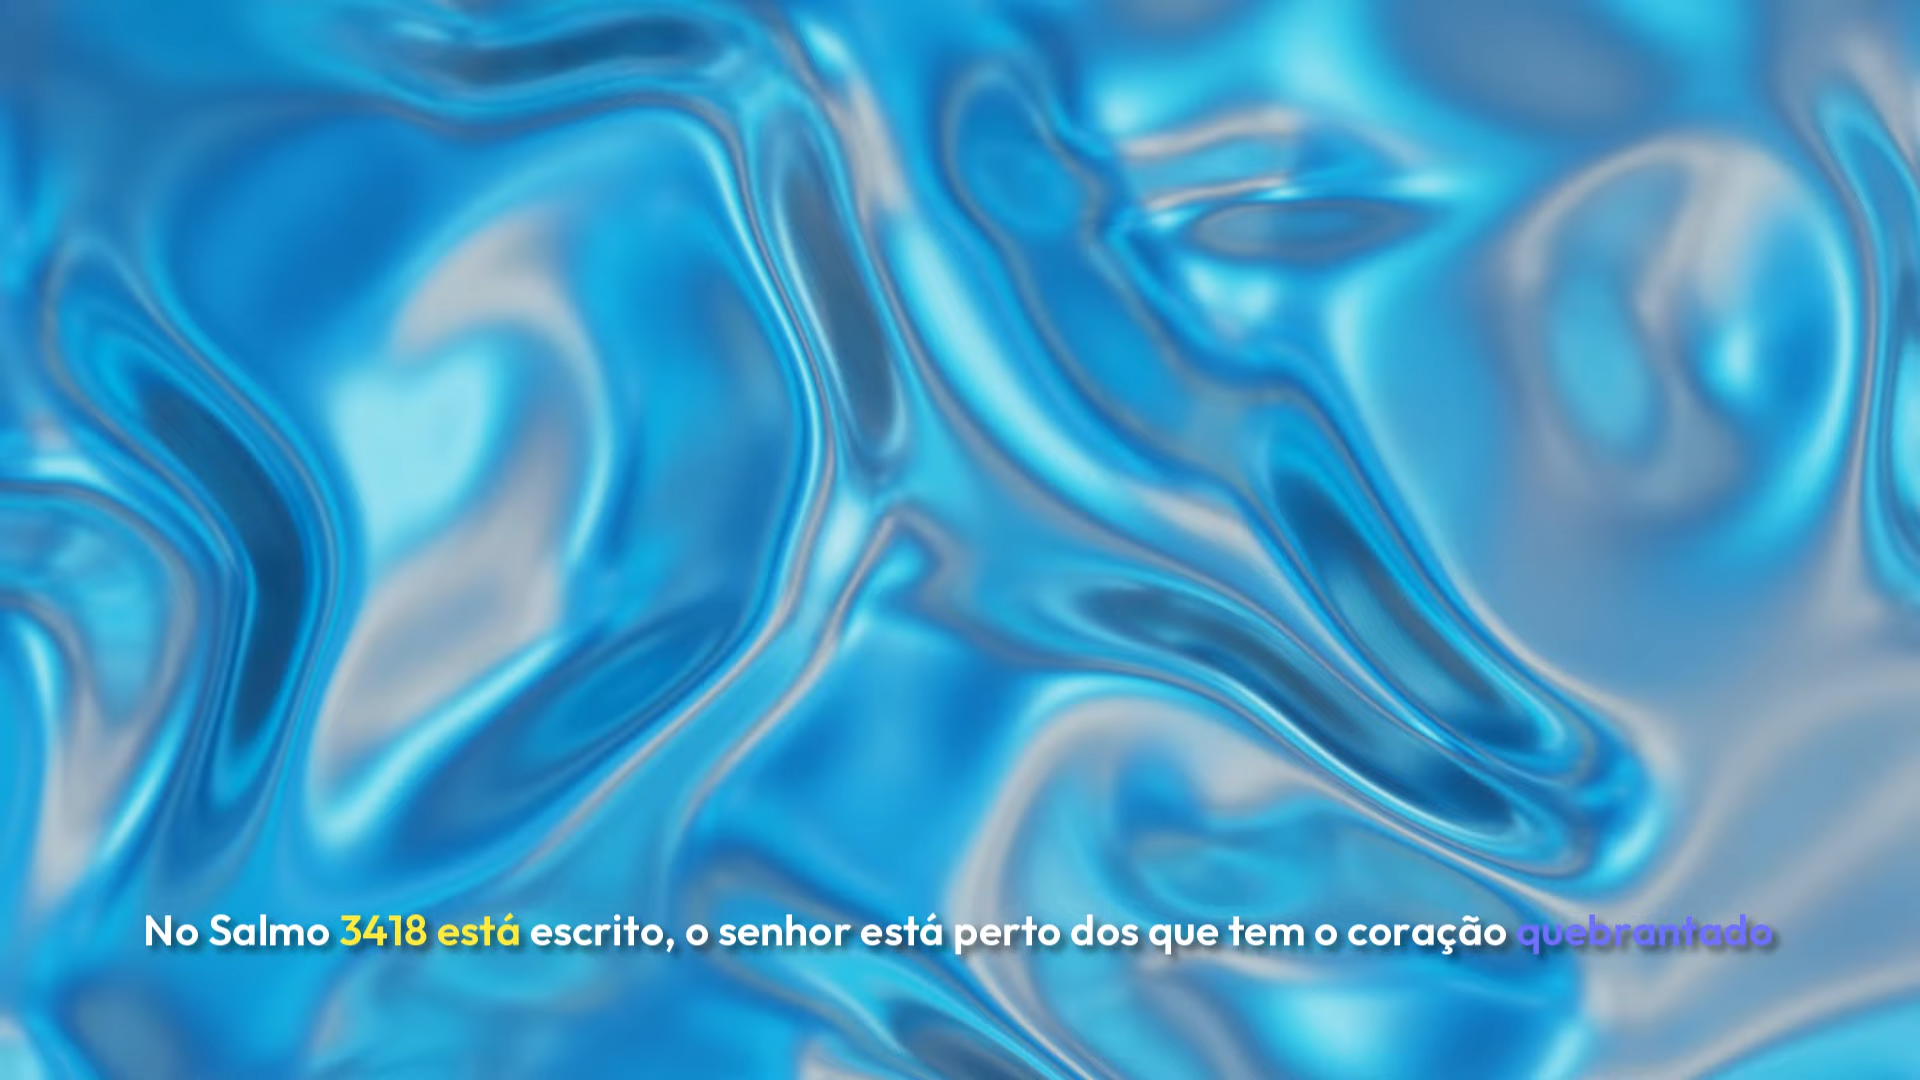 No Salmo 3418 está escrito, o senhor está perto dos que tem o coração quebrantado